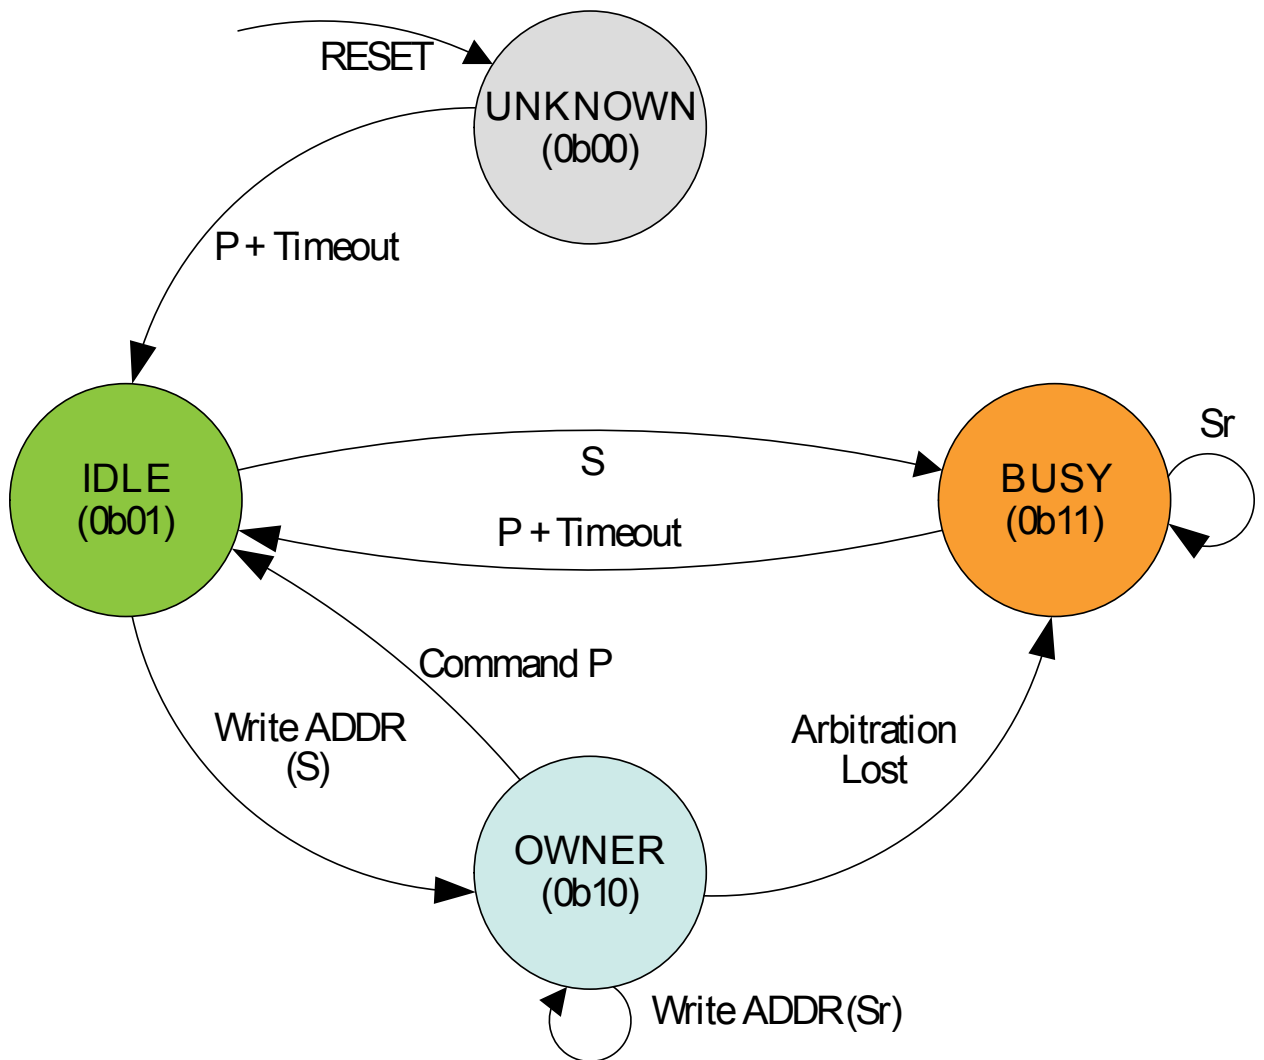 RESET
UNKNOWN
(0b00)
P + Timeout
Sr
S
IDLE
(0b01)
BUSY
(0b11)
P + Timeout
Command P
Write ADDR
(S)
Arbitration
Lost
OWNER
(0b10)
Write ADDR(Sr)